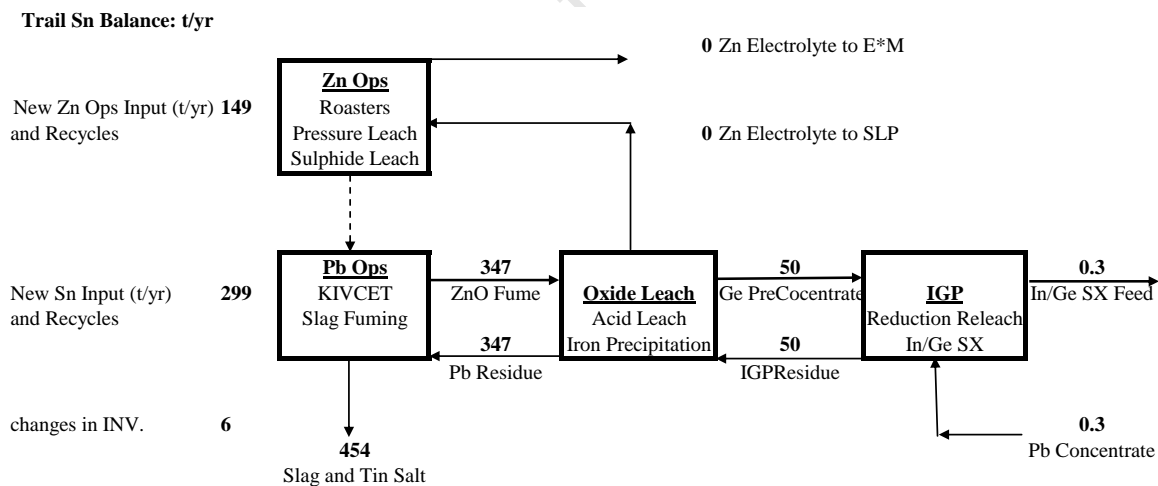 Trail Sn Balance: t/yr
0 Zn Electrolyte to E*M
Zn Ops
New Zn Ops Input (t/yr) 149
and Recycles
Roasters
Pressure Leach
Sulphide Leach
0 Zn Electrolyte to SLP
Pb Ops
KIVCET
Slag Fuming
New Sn Input (t/yr) 299
and Recycles
347
ZnO Fume
347
Pb Residue
Oxide Leach
Acid Leach
Iron Precipitation
50
Ge PreCocentrate
50
IGPResidue
IGP
Reduction Releach
In/Ge SX
0.3
In/Ge SX Feed
changes in INV. 6
454
Slag and Tin Salt
0.3
Pb Concentrate